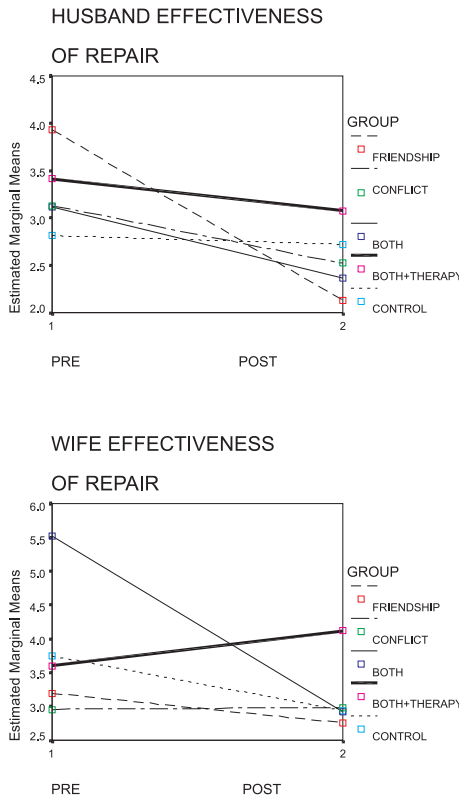 HUSBAND EFFECTIVENESS
OF REPAIR
Estimated Marginal Means
4.5
4.0
3.5
3.0
2.5
2.0
1
2
PRE
POST
GROUP
FRIENDSHIP
CONFLICT
BOTH
BOTH+THERAPY
CONTROL
WIFE EFFECTIVENESS
OF REPAIR
Estimated Marginal Means
6.0
5.5
5.0
4.5
4.0
3.5
3.0
2.5
1
2
PRE
POST
GROUP
FRIENDSHIP
CONFLICT
BOTH
BOTH+THERAPY
CONTROL